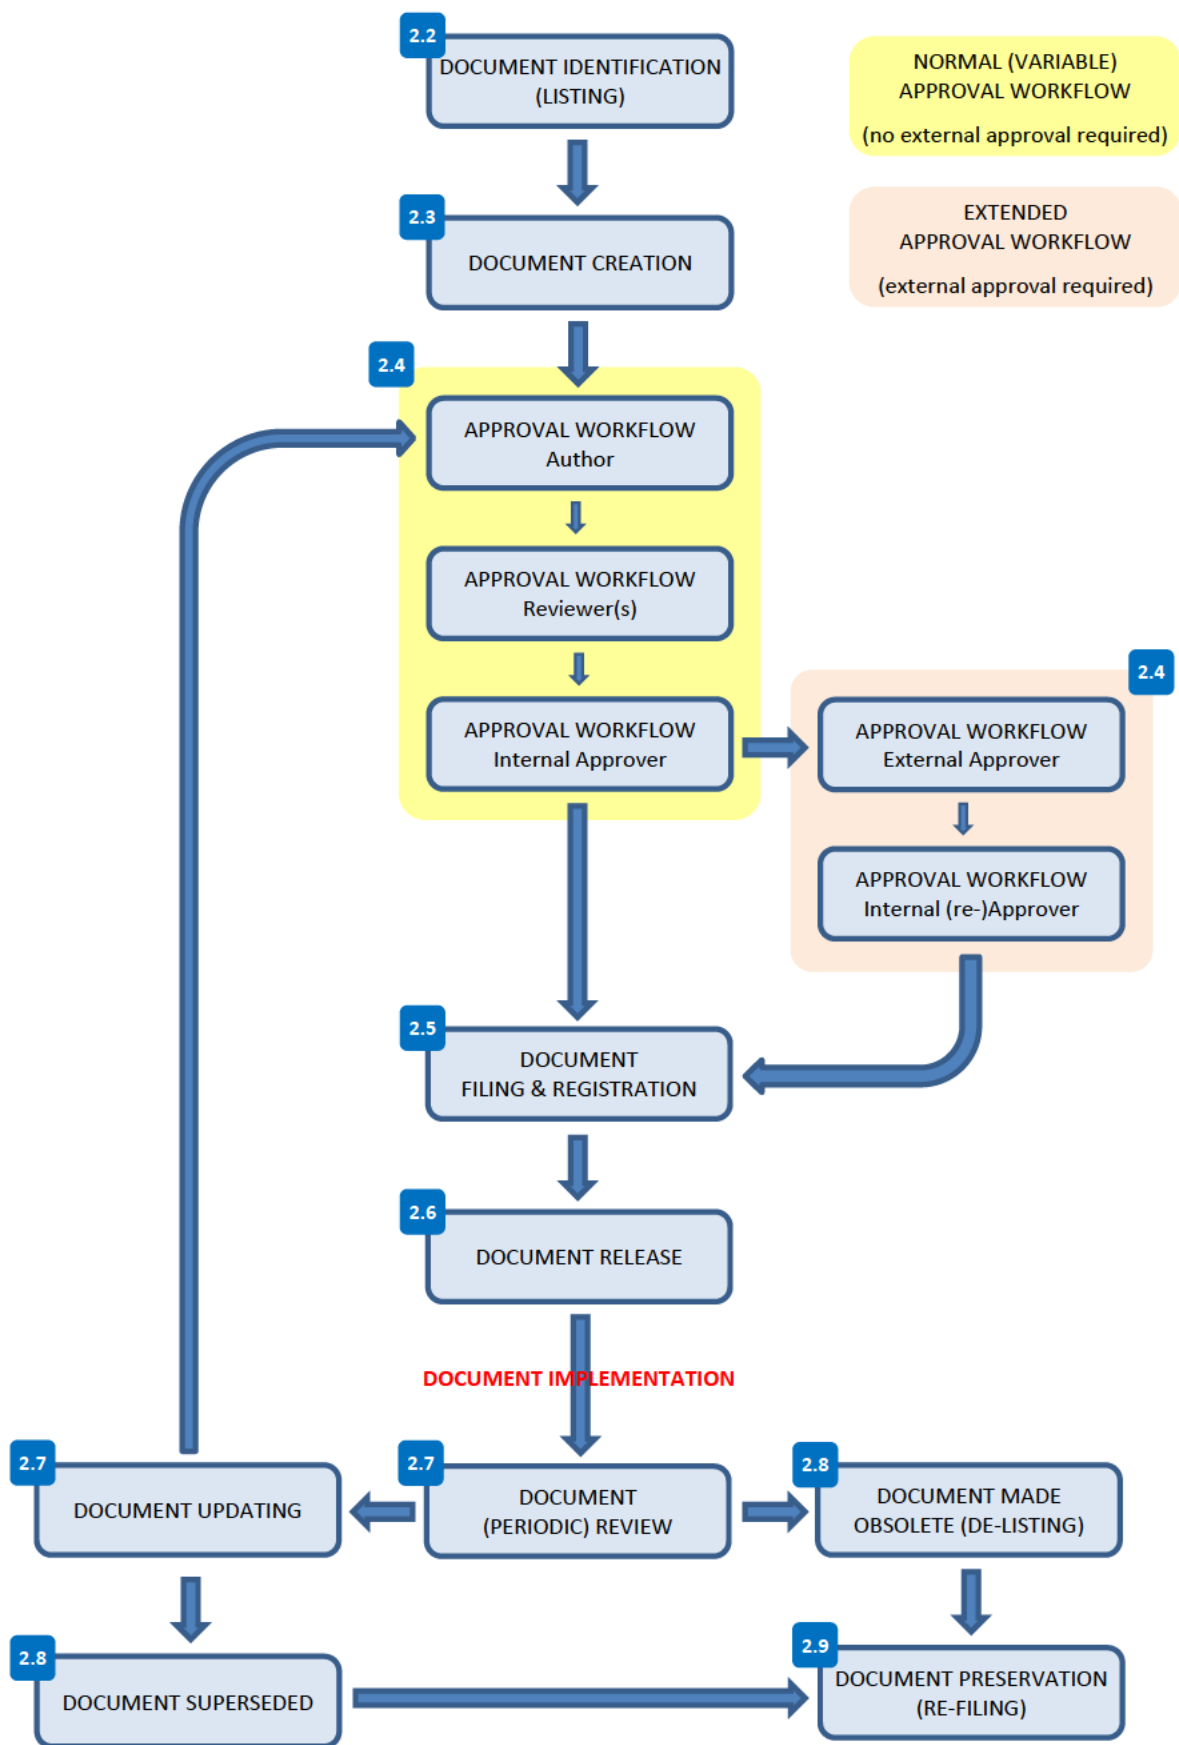 2.2
DOCUMENT IDENTIFICATION
(LISTING)
NORMAL (VARIABLE)
APPROVAL WORKFLOW
(no external approval required)
EXTENDED
APPROVAL WORKFLOW
(external approval required)
2.3
DOCUMENT CREATION
2.4
APPROVAL WORKFLOW
Author
APPROVAL WORKFLOW
Reviewer(s)
APPROVAL WORKFLOW
Internal Approver
2.4
APPROVAL WORKFLOW
External Approver
APPROVAL WORKFLOW
Internal (re-)Approver
2.5
DOCUMENT
FILING & REGISTRATION
2.6
DOCUMENT RELEASE
DOCUMENT IMPLEMENTATION
2.7
DOCUMENT UPDATING
2.7
DOCUMENT
(PERIODIC) REVIEW
2.8
DOCUMENT MADE
OBSOLETE (DE-LISTING)
2.8
DOCUMENT SUPERSEDED
2.9
DOCUMENT PRESERVATION
(RE-FILING)